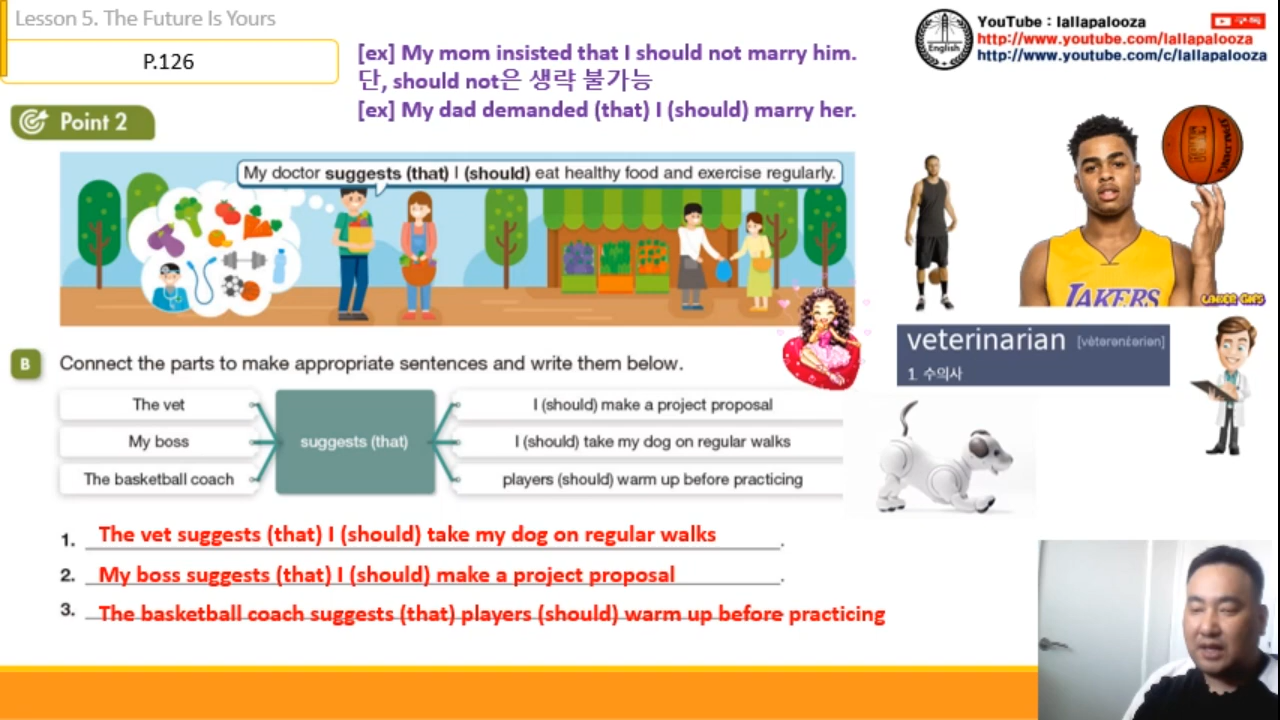 Lesson 5. The Future Is Yours
P.126
[ex] My mom insisted that I should not marry him.
단, should not은 생략 불가능
[ex] My dad demanded (that) I (should) marry her.
English
YouTube : lallapalooza
구독
http://www.youtube.com/lallapalooza
http://www.youtube.com/c/lallapalooza
Point 2
My doctor suggests (that) I (should) eat healthy food and exercise regularly.
LAKERS
veterinarian [vètərənɛ́əriən]
1. 수의사
B Connect the parts to make appropriate sentences and write them below.
The vet
My boss
The basketball coach
suggests (that)
I (should) make a project proposal
I (should) take my dog on regular walks
players (should) warm up before practicing
1. The vet suggests (that) I (should) take my dog on regular walks.
2. My boss suggests (that) I (should) make a project proposal.
3. The basketball coach suggests (that) players (should) warm up before practicing